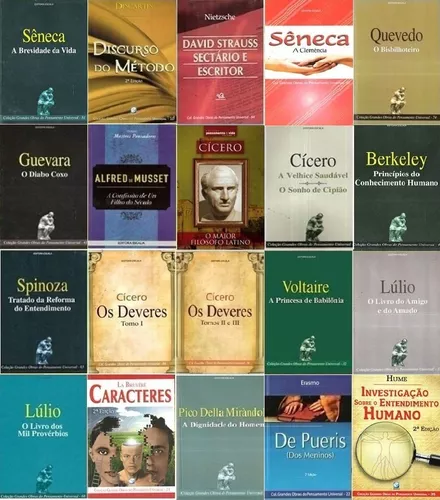 Sêneca
A Brevidade da Vida
DESCARTES
DISCURSO
DO MÉTODO
2ª Edição
Nietzsche
DAVID STRAUSS
SECTÁRIO E
ESCRITOR
SÊNECA
A Clemência
Quevedo
O Bisbilhoteiro
Guevara
O Diabo Coxo
ALFRED DE MUSSET
A Confissão de Um
Filho do Século
CÍCERO
O MAIOR
FILÓSOFO LATINO
Cícero
A Velhice Saudável
O Sonho de Cipião
Berkeley
Princípios do
Conhecimento Humano
Spinoza
Tratado da Reforma
do Entendimento
Cícero
Os Deveres
Tomo I
Cícero
Os Deveres
Tomos II e III
Voltaire
A Princesa de Babilônia
Lúlio
O Livro do Amigo
e do Amado
Lúlio
O Livro dos
Mil Provérbios
LA BRUYÈRE
CARACTERES
2ª Edição
Pico Della Mirândola
A Dignidade do Homem
Erasmo
De Pueris
(Dos Meninos)
HUME
INVESTIGAÇÃO
SOBRE O ENTENDIMENTO
HUMANO
2ª EDIÇÃO